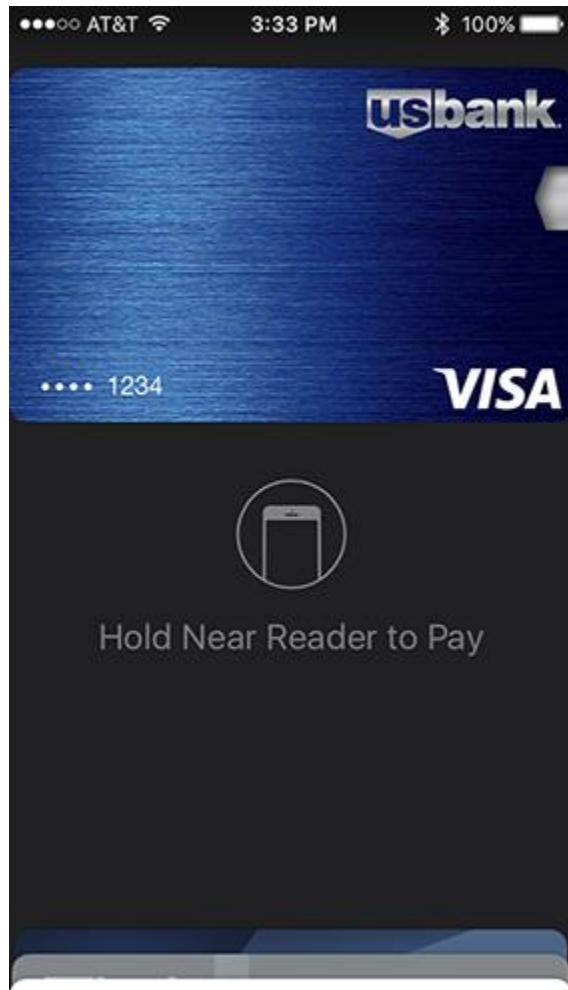 ●●●○○ AT&T 3:33 PM 100%
usbank.
•••• 1234 VISA
Hold Near Reader to Pay